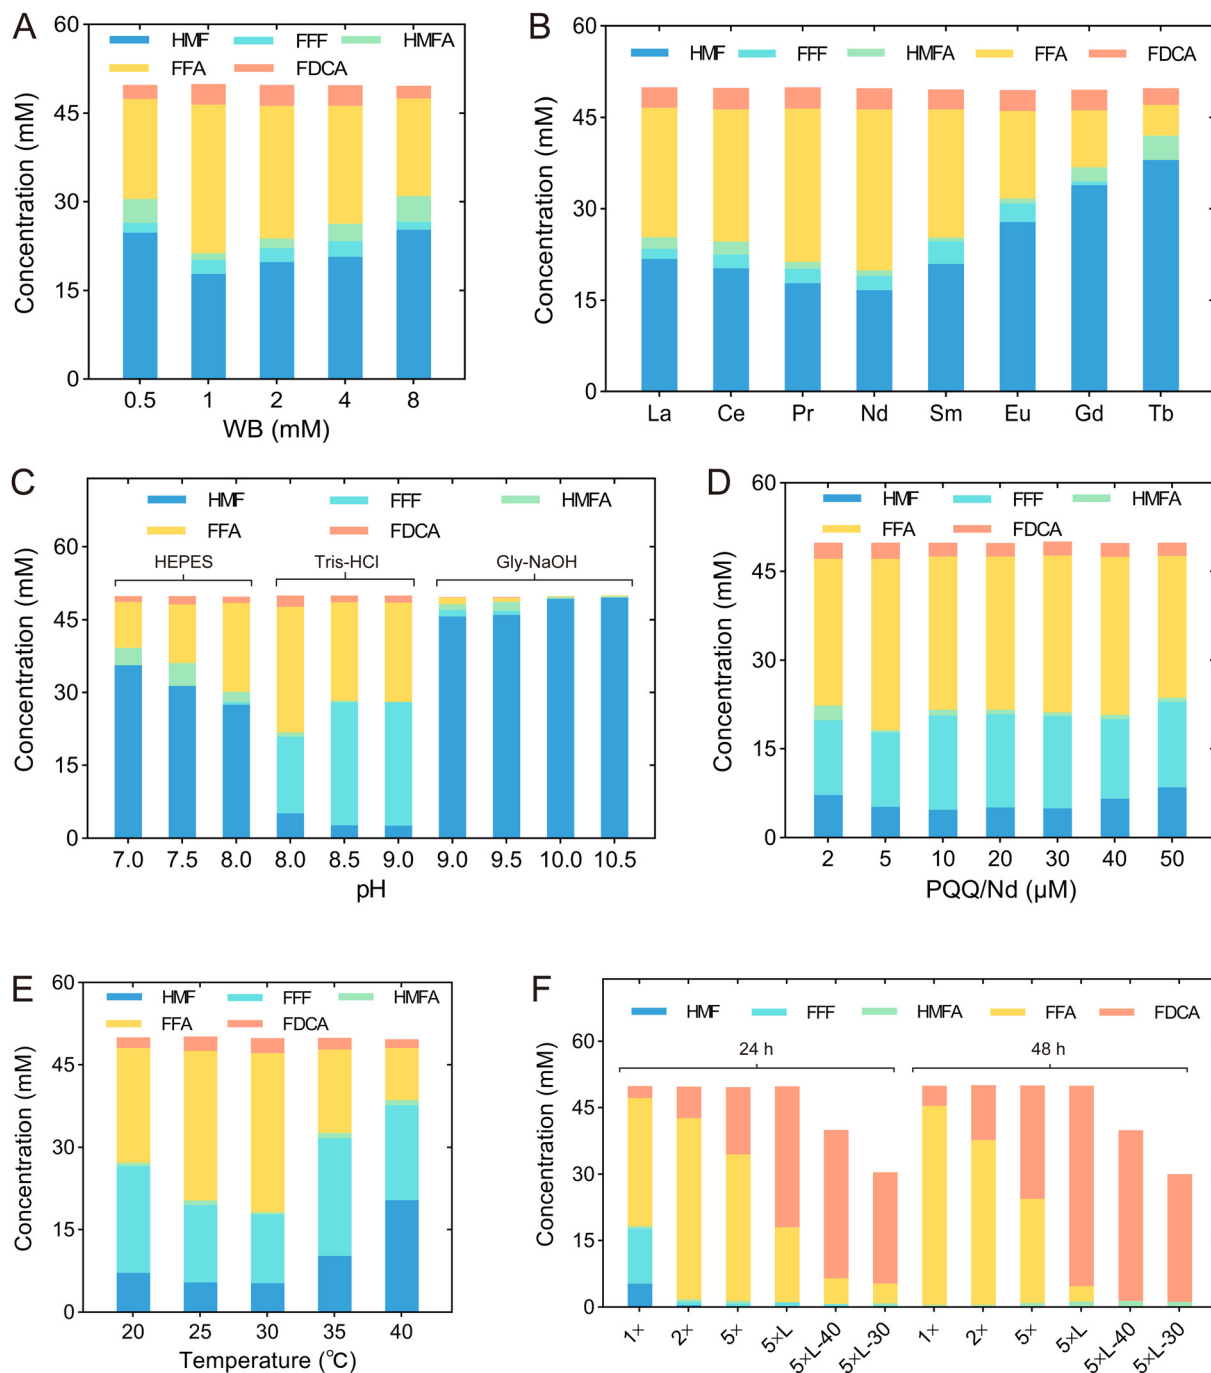 A
HMF FFF HMFA
FFA FDCA
Concentration (mM)
60
45
30
15
0
0.5 1 2 4 8
WB (mM)
B
HMF FFF HMFA FFA FDCA
Concentration (mM)
60
45
30
15
0
La Ce Pr Nd Sm Eu Gd Tb
C
HMF FFF HMFA
FFA FDCA
HEPES Tris-HCl Gly-NaOH
Concentration (mM)
60
45
30
15
0
7.0 7.5 8.0 8.0 8.5 9.0 9.0 9.5 10.0 10.5
pH
D
HMF FFF HMFA
FFA FDCA
Concentration (mM)
60
45
30
15
0
2 5 10 20 30 40 50
PQQ/Nd (μM)
E
HMF FFF HMFA
FFA FDCA
Concentration (mM)
60
45
30
15
0
20 25 30 35 40
Temperature (℃)
F
HMF FFF HMFA FFA FDCA
24 h 48 h
Concentration (mM)
60
45
30
15
0
1× 2× 5× 5×L 5×L-40 5×L-30 1× 2× 5× 5×L 5×L-40 5×L-30